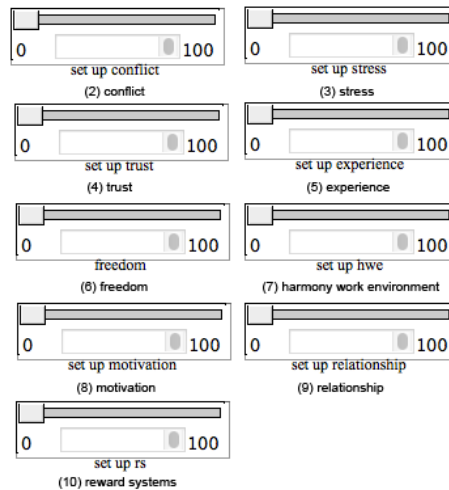 0 100
set up conflict
(2) conflict
0 100
set up stress
(3) stress
0 100
set up trust
(4) trust
0 100
set up experience
(5) experience
0 100
freedom
(6) freedom
0 100
set up hwe
(7) harmony work environment
0 100
set up motivation
(8) motivation
0 100
set up relationship
(9) relationship
0 100
set up rs
(10) reward systems